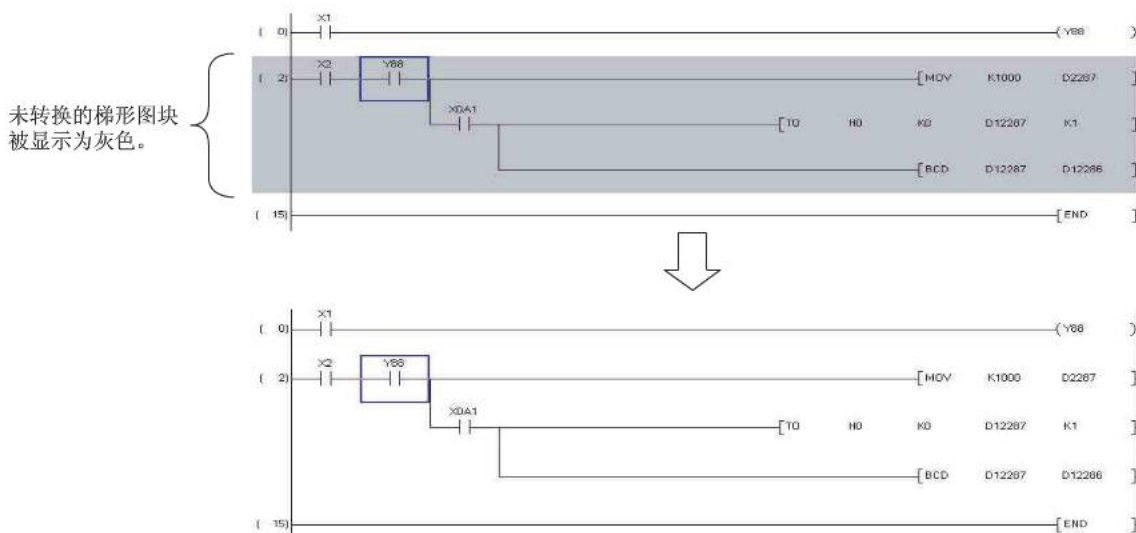 X1
( 0)
( Y88 )
X2 Y88
( 2)
[ MOV K1000 D2287 ]
未转换的梯形图块
被显示为灰色。
X0A1
[ TO H0 K0 D12287 K1 ]
[ BCD D12287 D12286 ]
( 15) [ END ]
X1
( 0)
( Y88 )
X2 Y88
( 2)
[ MOV K1000 D2287 ]
X0A1
[ TO H0 K0 D12287 K1 ]
[ BCD D12287 D12286 ]
( 15) [ END ]